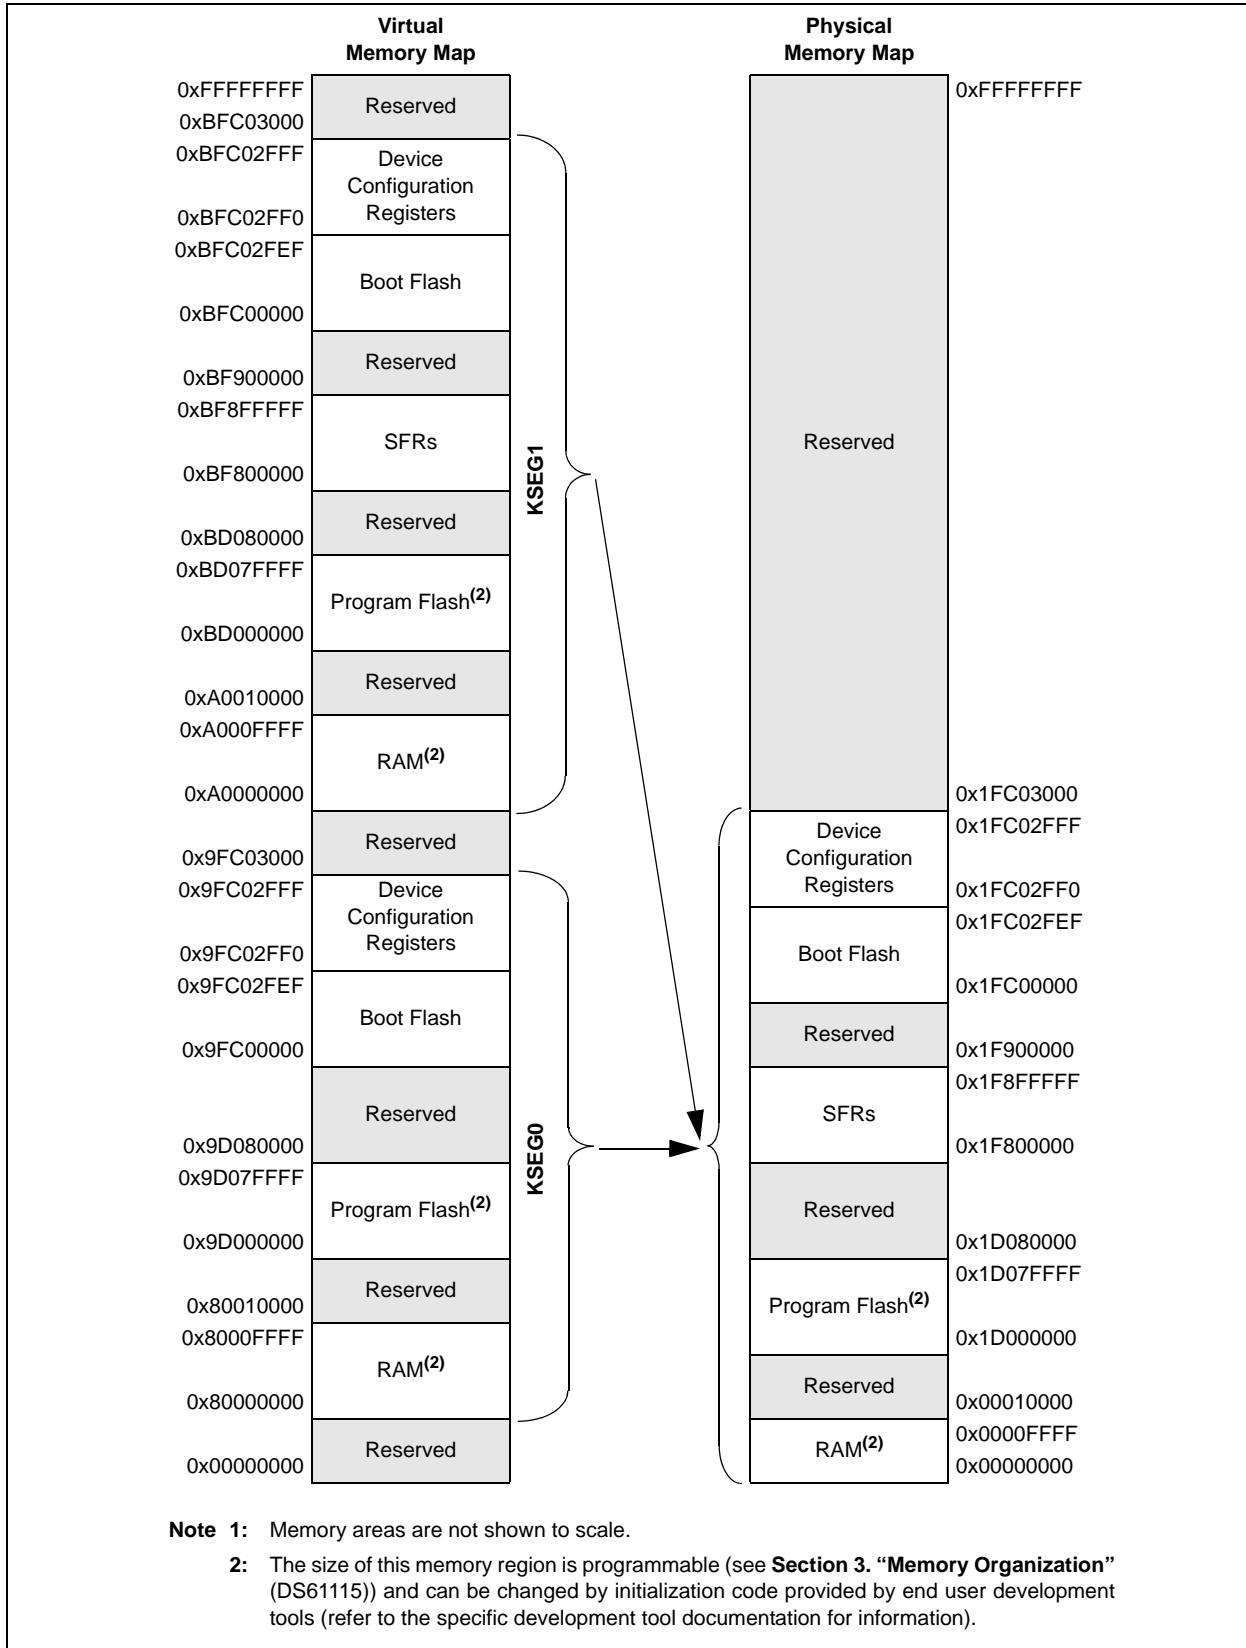 Virtual
Memory Map
0xFFFFFFFF
Reserved
0xBFC03000
0xBFC02FFF
Device
Configuration
Registers
0xBFC02FF0
0xBFC02FEF
Boot Flash
0xBFC00000
Reserved
0xBF900000
0xBF8FFFFF
SFRs
0xBF800000
Reserved
0xBD080000
0xBD07FFFF
Program Flash(2)
0xBD000000
Reserved
0xA0010000
0xA000FFFF
RAM(2)
0xA0000000
KSEG1
Reserved
0x9FC03000
0x9FC02FFF
Device
Configuration
Registers
0x9FC02FF0
0x9FC02FEF
Boot Flash
0x9FC00000
Reserved
0x9D080000
0x9D07FFFF
Program Flash(2)
0x9D000000
Reserved
0x80010000
0x8000FFFF
RAM(2)
0x80000000
KSEG0
Reserved
0x00000000
Physical
Memory Map
0xFFFFFFFF
Reserved
0x1FC03000
0x1FC02FFF
Device
Configuration
Registers
0x1FC02FF0
0x1FC02FEF
Boot Flash
0x1FC00000
Reserved
0x1F900000
0x1F8FFFFF
SFRs
0x1F800000
Reserved
0x1D080000
0x1D07FFFF
Program Flash(2)
0x1D000000
Reserved
0x00010000
0x0000FFFF
RAM(2)
0x00000000
Note 1: Memory areas are not shown to scale.
2: The size of this memory region is programmable (see Section 3. “Memory Organization”
(DS61115)) and can be changed by initialization code provided by end user development
tools (refer to the specific development tool documentation for information).